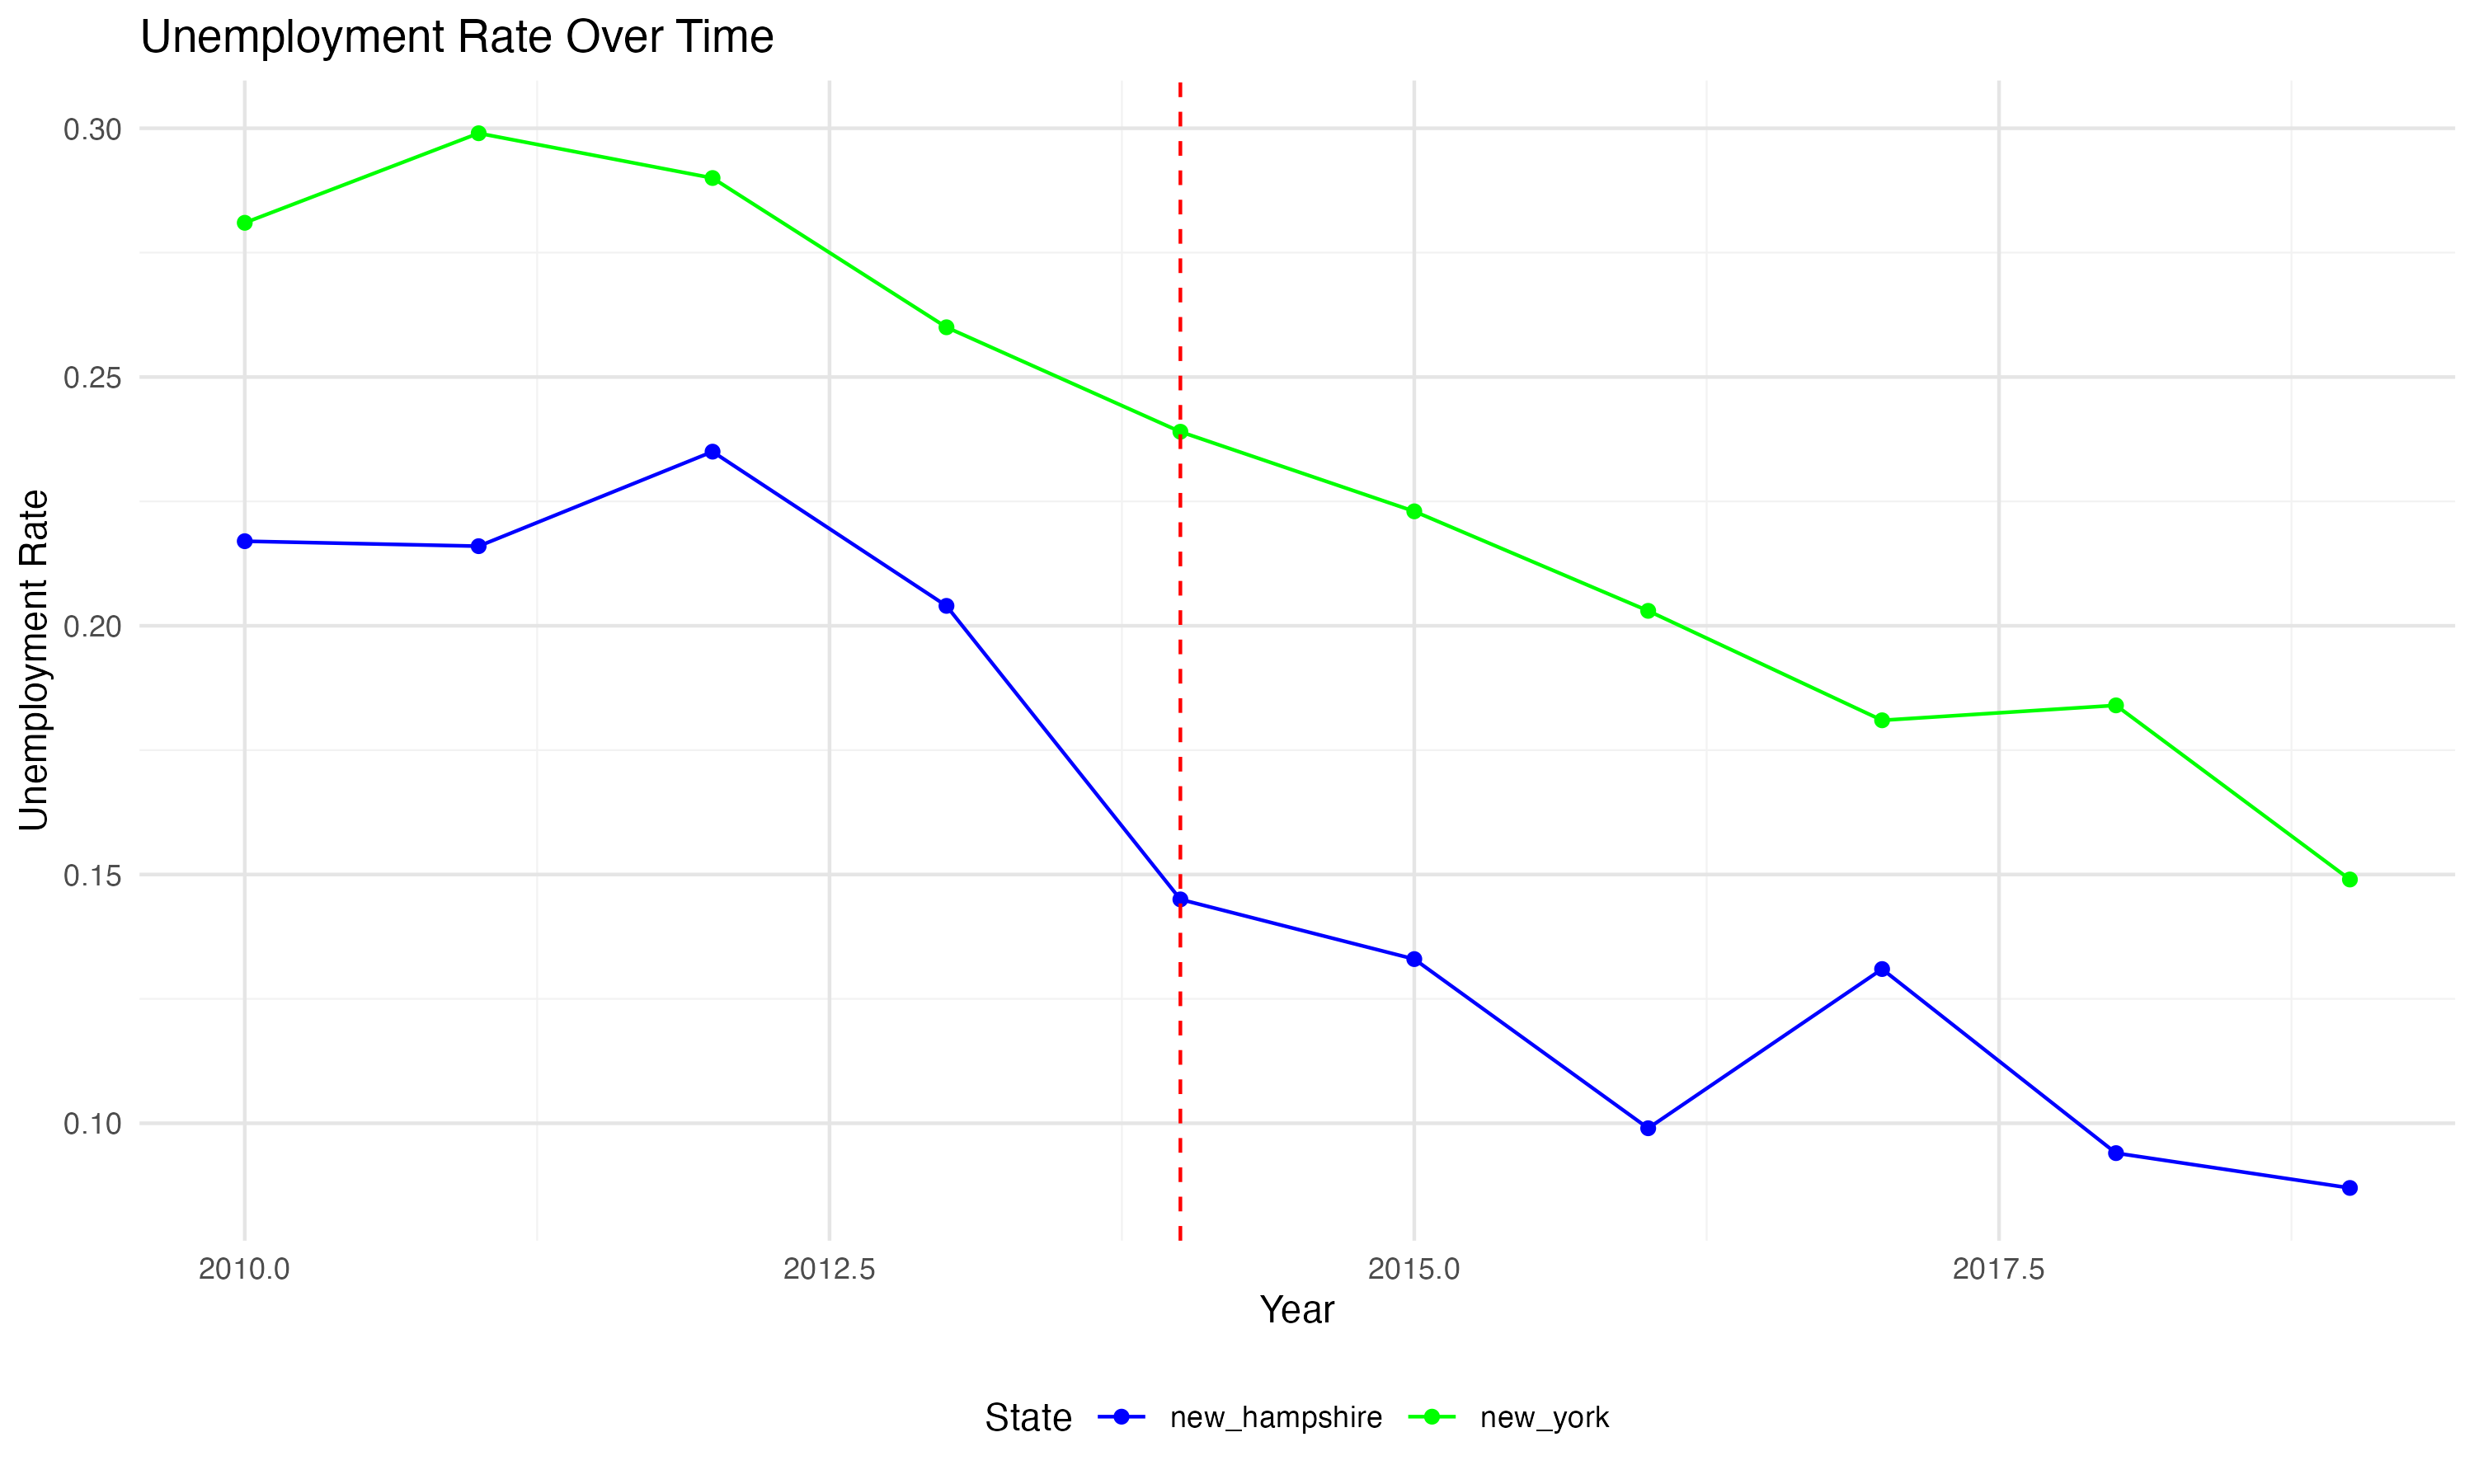 Unemployment Rate Over Time
Unemployment Rate
0.30
0.25
0.20
0.15
0.10
2010.0 2012.5 2015.0 2017.5
Year
State new_hampshire new_york